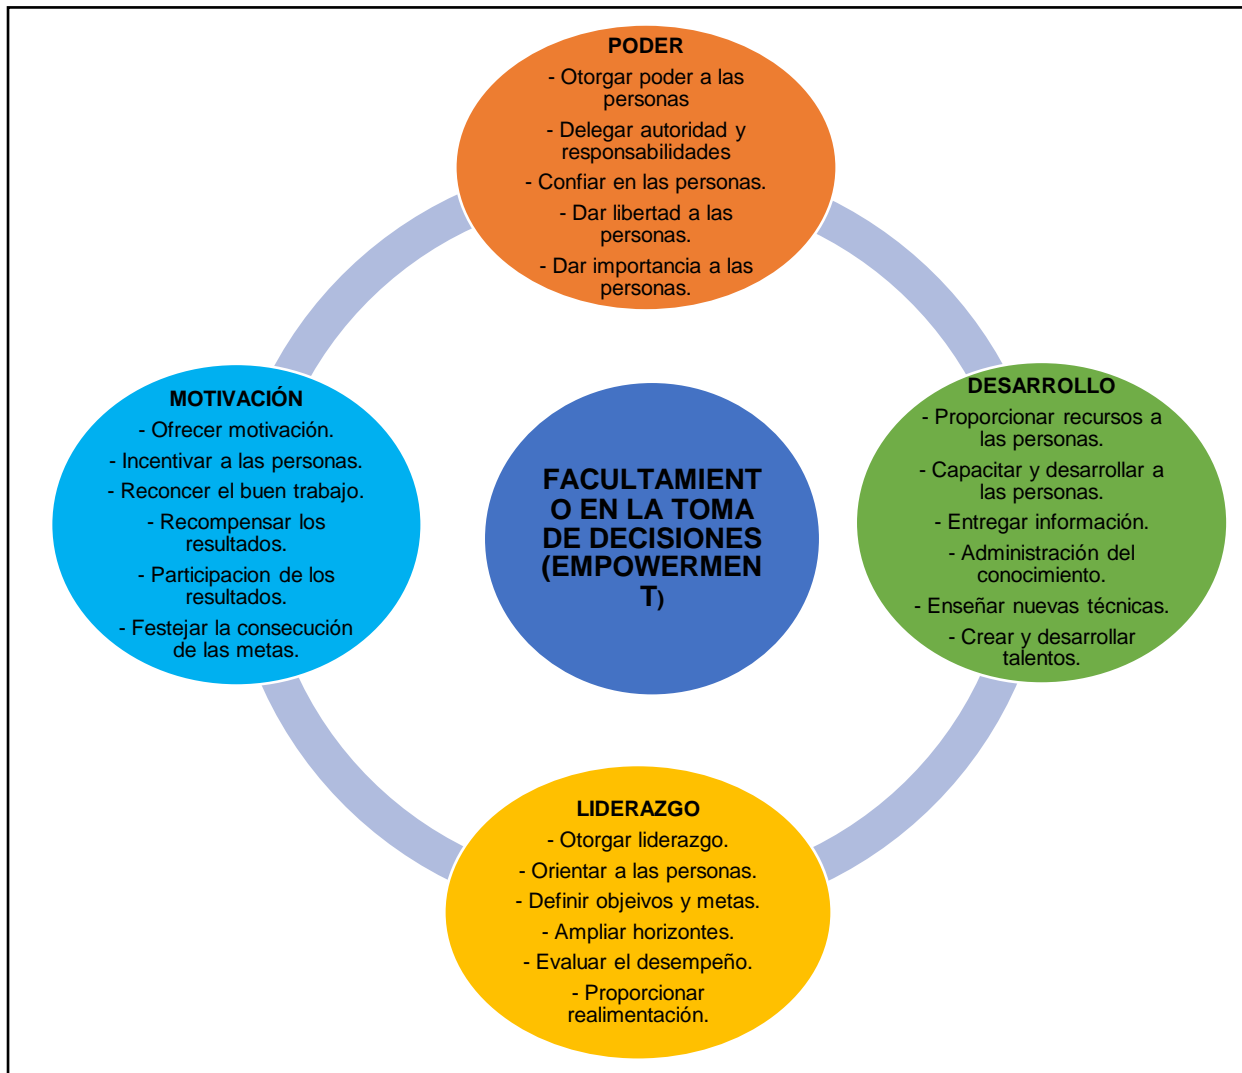 PODER
- Otorgar poder a las
personas
- Delegar autoridad y
responsabilidades
- Confiar en las personas.
- Dar libertad a las
personas.
- Dar importancia a las
personas.
MOTIVACIÓN
- Ofrecer motivación.
- Incentivar a las personas.
- Reconcer el buen trabajo.
- Recompensar los
resultados.
- Participacion de los
resultados.
- Festejar la consecución
de las metas.
FACULTAMIENT
O EN LA TOMA
DE DECISIONES
(EMPOWERMEN
T)
DESARROLLO
- Proporcionar recursos a
las personas.
- Capacitar y desarrollar a
las personas.
- Entregar información.
- Administración del
conocimiento.
- Enseñar nuevas técnicas.
- Crear y desarrollar
talentos.
LIDERAZGO
- Otorgar liderazgo.
- Orientar a las personas.
- Definir objeivos y metas.
- Ampliar horizontes.
- Evaluar el desempeño.
- Proporcionar
realimentación.